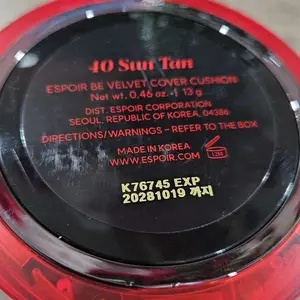 40 Sun Tan
ESPOIR BE VELVET COVER CUSHION
Net wt. 0.46 oz. | 13 g
DIST. ESPOIR CORPORATION
SEOUL, REPUBLIC OF KOREA, 04386
DIRECTIONS/WARNINGS - REFER TO THE BOX
MADE IN KOREA
WWW.ESPOIR.COM
12M
K76745 EXP
20281019 까지